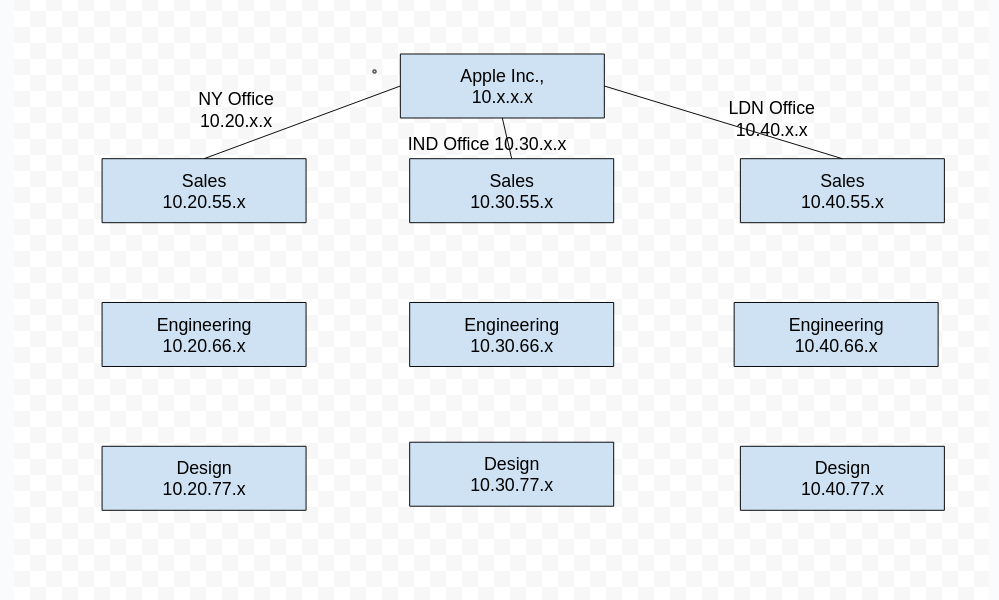 Apple Inc.,
10.x.x.x
NY Office
10.20.x.x
IND Office 10.30.x.x
LDN Office
10.40.x.x
Sales
10.20.55.x
Sales
10.30.55.x
Sales
10.40.55.x
Engineering
10.20.66.x
Engineering
10.30.66.x
Engineering
10.40.66.x
Design
10.20.77.x
Design
10.30.77.x
Design
10.40.77.x